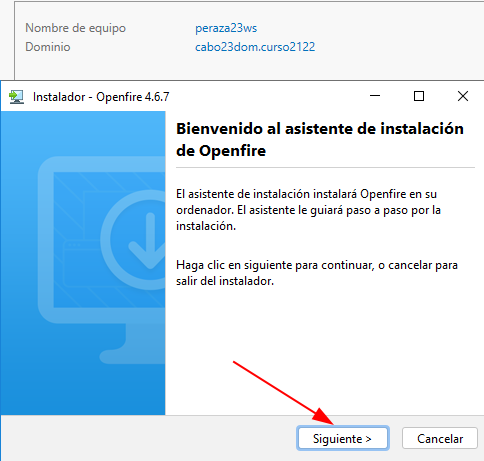 Nombre de equipo peraza23ws
Dominio cabo23dom.curso2122
Instalador - Openfire 4.6.7
Bienvenido al asistente de instalación
de Openfire
El asistente de instalación instalará Openfire en su
ordenador. El asistente le guiará paso a paso por la
instalación.
Haga clic en siguiente para continuar, o cancelar para
salir del instalador.
Siguiente > Cancelar